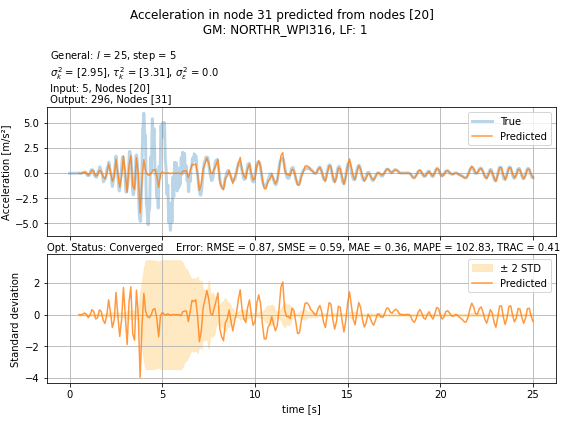 Acceleration in node 31 predicted from nodes [20]
GM: NORTHR_WPI316, LF: 1
General: l = 25, step = 5
σ²ₖ = [2.95], τ²ₖ = [3.31], σ²ε = 0.0
Input: 5, Nodes [20]
Output: 296, Nodes [31]
Acceleration [m/s²]
5.0
2.5
0.0
−2.5
−5.0
True
Predicted
Opt. Status: Converged Error: RMSE = 0.87, SMSE = 0.59, MAE = 0.36, MAPE = 102.83, TRAC = 0.41
Standard deviation
2
0
−2
−4
± 2 STD
Predicted
0 5 10 15 20 25
time [s]